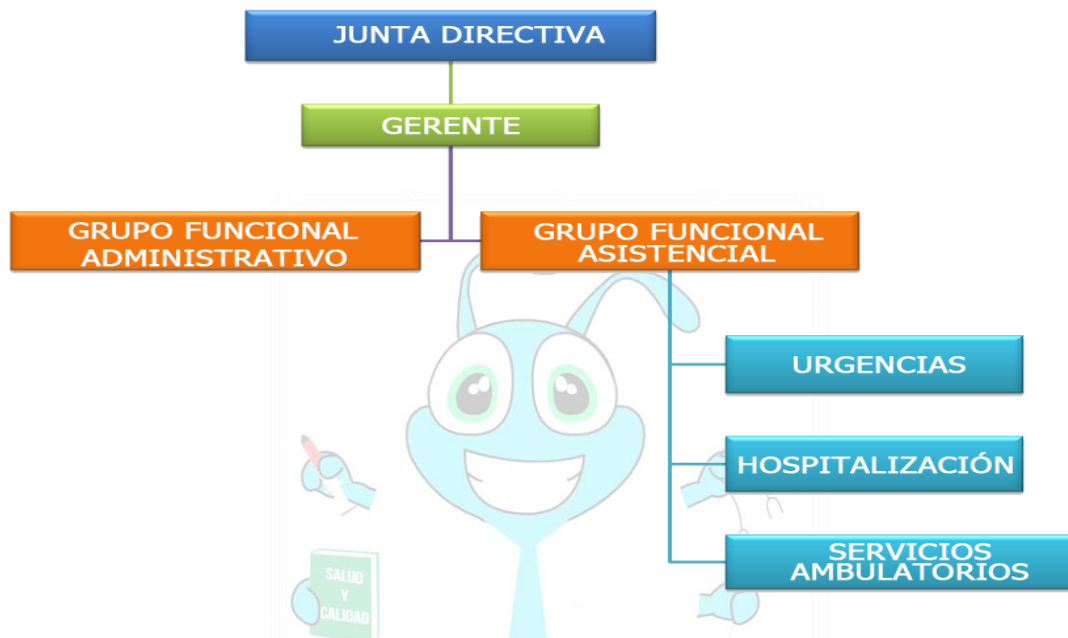 JUNTA DIRECTIVA
GERENTE
GRUPO FUNCIONAL
ADMINISTRATIVO
GRUPO FUNCIONAL
ASISTENCIAL
URGENCIAS
HOSPITALIZACIÓN
SERVICIOS
AMBULATORIOS
SALUD
Y
CALIDAD